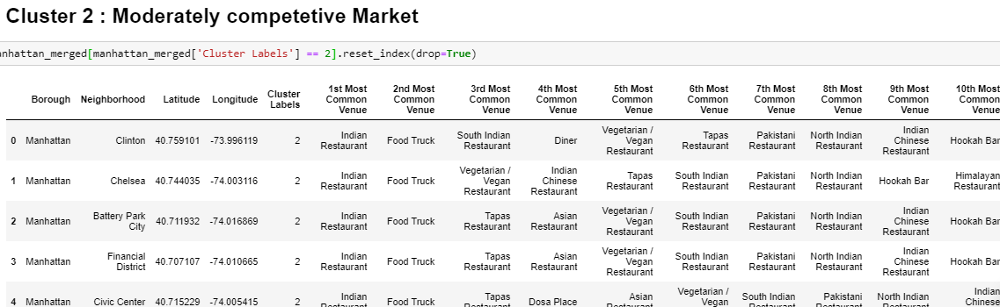 Cluster 2 : Moderately competetive Market
anhattan_merged[manhattan_merged['Cluster Labels'] == 2].reset_index(drop=True)
Borough Neighborhood Latitude Longitude Cluster Labels 1st Most Common Venue 2nd Most Common Venue 3rd Most Common Venue 4th Most Common Venue 5th Most Common Venue 6th Most Common Venue 7th Most Common Venue 8th Most Common Venue 9th Most Common Venue 10th Most Common Venue
0 Manhattan Clinton 40.759101 -73.996119 2 Indian Restaurant Food Truck South Indian Restaurant Diner Vegetarian / Vegan Restaurant Tapas Restaurant Pakistani Restaurant North Indian Restaurant Indian Chinese Restaurant Hookah Bar
1 Manhattan Chelsea 40.744035 -74.003116 2 Indian Restaurant Food Truck Vegetarian / Vegan Restaurant Indian Chinese Restaurant Tapas Restaurant South Indian Restaurant Pakistani Restaurant North Indian Restaurant Hookah Bar Himalayan Restaurant
2 Manhattan Battery Park City 40.711932 -74.016869 2 Indian Restaurant Food Truck Tapas Restaurant Asian Restaurant Vegetarian / Vegan Restaurant South Indian Restaurant Pakistani Restaurant North Indian Restaurant Indian Chinese Restaurant Hookah Bar
3 Manhattan Financial District 40.707107 -74.010665 2 Indian Restaurant Food Truck Tapas Restaurant Asian Restaurant Vegetarian / Vegan Restaurant South Indian Restaurant Pakistani Restaurant North Indian Restaurant Indian Chinese Restaurant Hookah Bar
4 Manhattan Civic Center 40.715229 -74.005415 2 Indian Restaurant Food Truck Tapas Restaurant Dosa Place Asian Restaurant Vegetarian / Vegan South Indian Restaurant Pakistani Restaurant North Indian Restaurant Indian Chinese